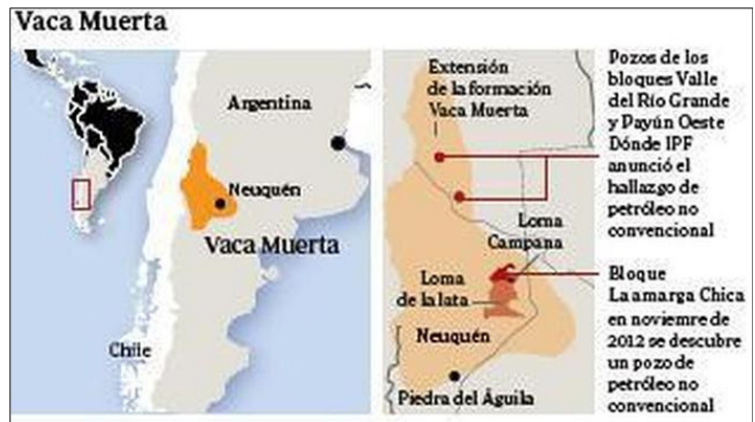 Vaca Muerta
Argentina
Neuquén
Vaca Muerta
Chile
Extensión
de la formación
Vaca Muerta
Loma
Campana
Loma
de la lata
Neuquén
Piedra del Águila
Pozos de los
bloques Valle
del Río Grande
y Payún Oeste
Dónde IPF
anunció el
hallazgo de
petróleo no
convencional
Bloque
La amarga Chica
en noviemre de
2012 se descubre
un pozo de
petróleo no
convencional